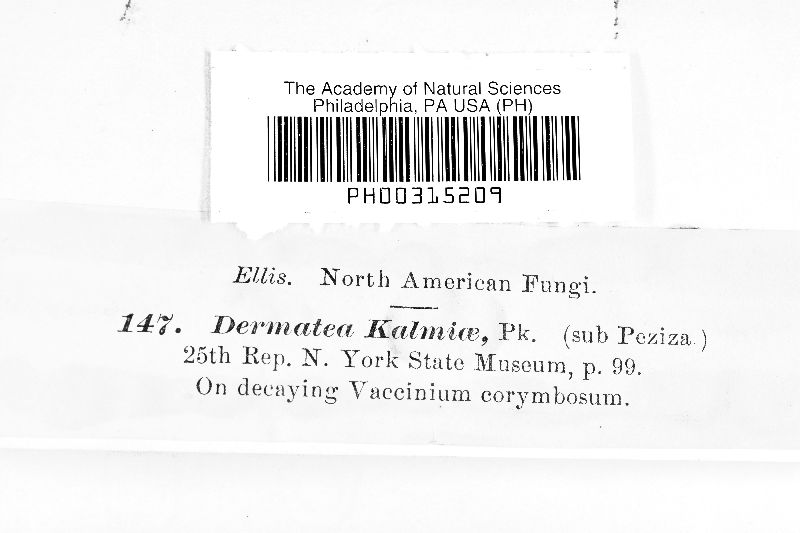 The Academy of Natural Sciences
Philadelphia, PA USA (PH)
PH00315209
Ellis. North American Fungi.
147. Dermatea Kalmiæ, Pk. (sub Peziza.)
25th Rep. N. York State Museum, p. 99.
On decaying Vaccinium corymbosum.